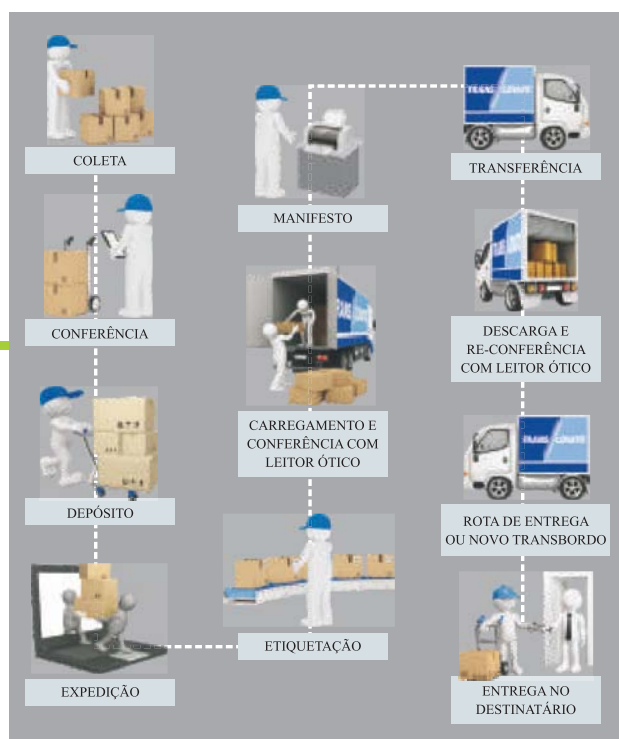 COLETA
CONFERÊNCIA
DEPÓSITO
EXPEDIÇÃO
ETIQUETAÇÃO
CARREGAMENTO E
CONFERÊNCIA COM
LEITOR ÓTICO
MANIFESTO
TRANSFERÊNCIA
DESCARGA E
RE-CONFERÊNCIA
COM LEITOR ÓTICO
ROTA DE ENTREGA
OU NOVO TRANSBORDO
ENTREGA NO
DESTINATÁRIO